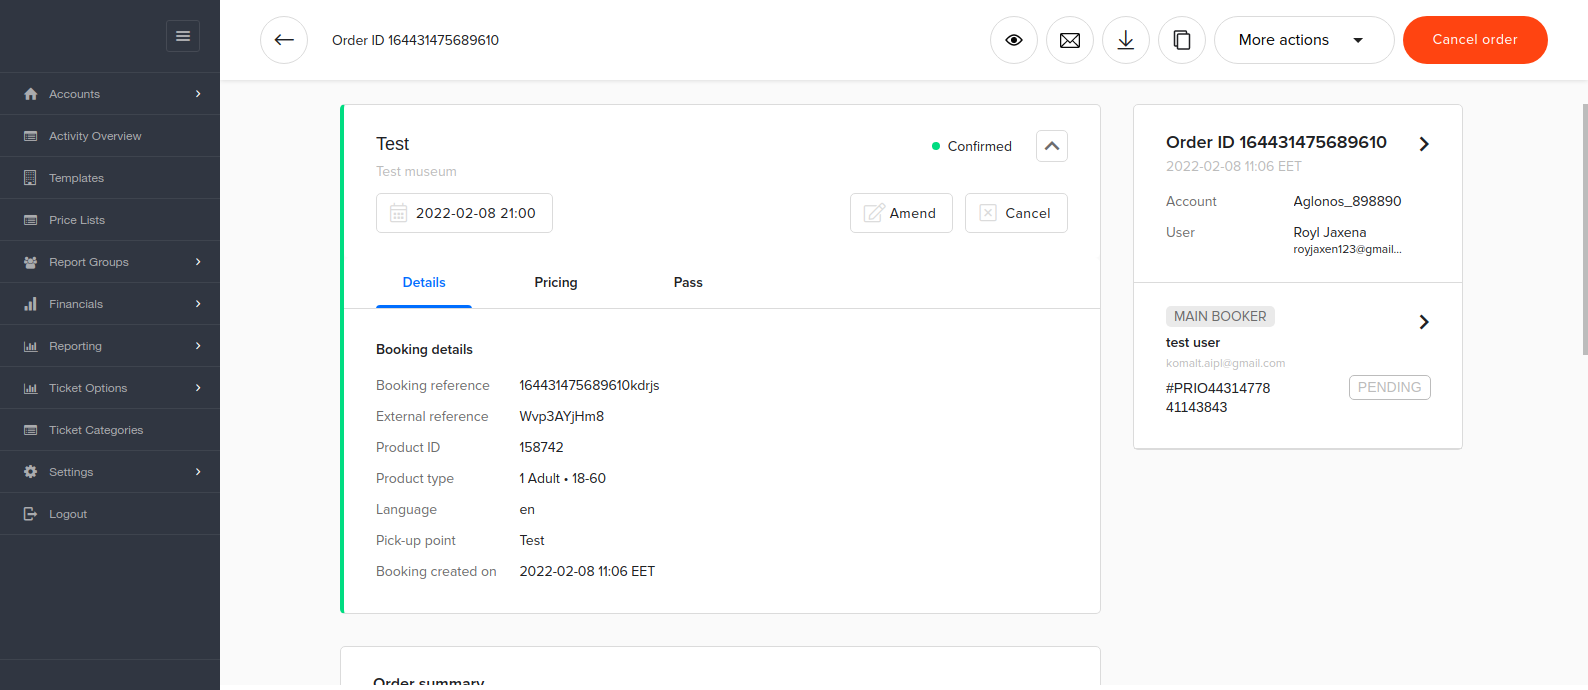 Order ID 164431475689610
More actions
Cancel order
Accounts
Activity Overview
Templates
Price Lists
Report Groups
Financials
Reporting
Ticket Options
Ticket Categories
Settings
Logout
Test
Confirmed
Test museum
2022-02-08 21:00
Amend
Cancel
Details
Pricing
Pass
Booking details
Booking reference 164431475689610kdrjs
External reference Wvp3AYjHm8
Product ID 158742
Product type 1 Adult • 18-60
Language en
Pick-up point Test
Booking created on 2022-02-08 11:06 EET
Order summary
Order ID 164431475689610
2022-02-08 11:06 EET
Account Aglonos_898890
User Royl Jaxena
royjaxen123@gmail...
MAIN BOOKER
test user
komalt.aipl@gmail.com
#PRIO44314778
41143843
PENDING